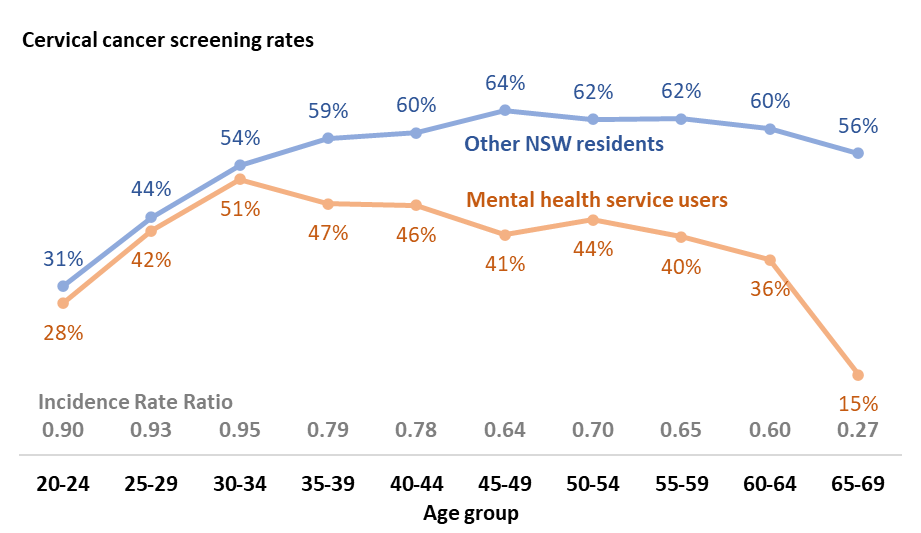 Cervical cancer screening rates
31% 44% 54% 59% 60% 64% 62% 62% 60% 56%
Other NSW residents
Mental health service users
28% 42% 51% 47% 46% 41% 44% 40% 36% 15%
Incidence Rate Ratio
0.90 0.93 0.95 0.79 0.78 0.64 0.70 0.65 0.60 0.27
20-24 25-29 30-34 35-39 40-44 45-49 50-54 55-59 60-64 65-69
Age group